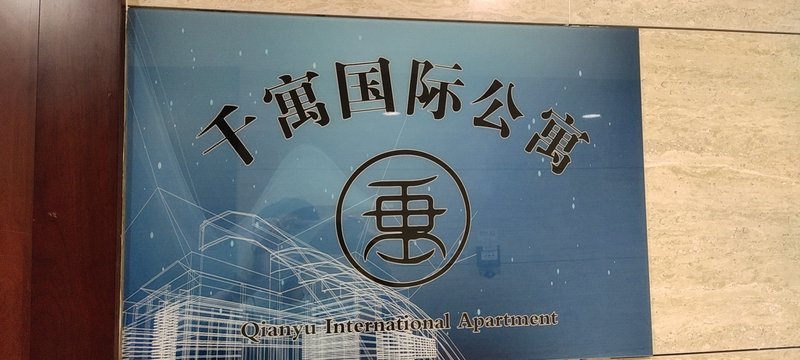 千寓国际公寓
Qianyu International Apartment